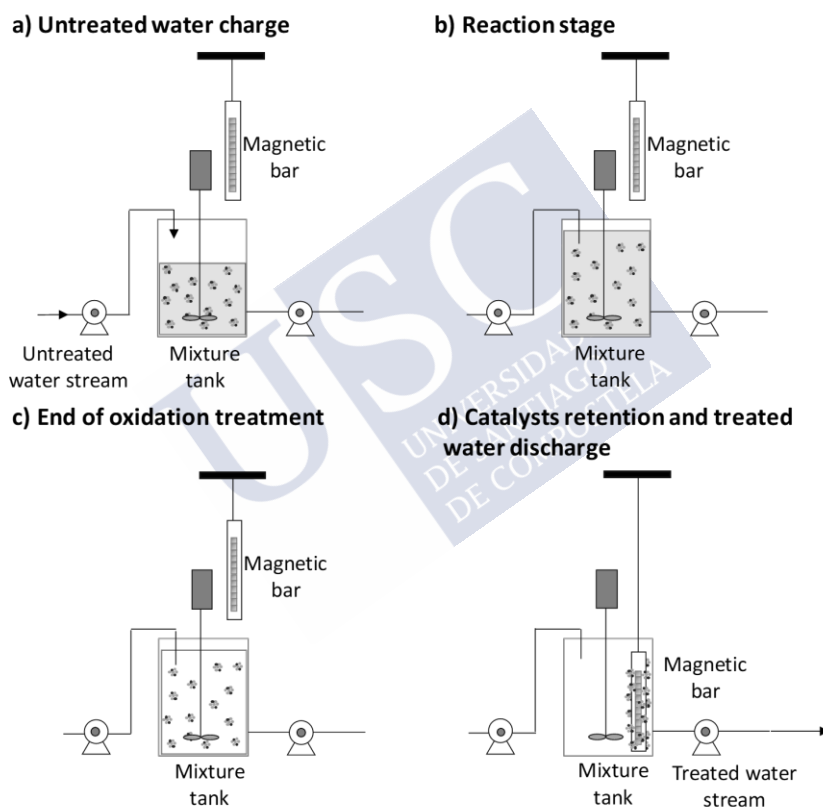 a) Untreated water charge
b) Reaction stage
Magnetic
bar
Magnetic
bar
Untreated
water stream
Mixture
tank
Mixture
tank
USC
UNIVERSIDAD
DE SANTIAGO
DE COMPOSTELA
c) End of oxidation treatment
d) Catalysts retention and treated
water discharge
Magnetic
bar
Magnetic
bar
Mixture
tank
Mixture
tank
Treated water
stream